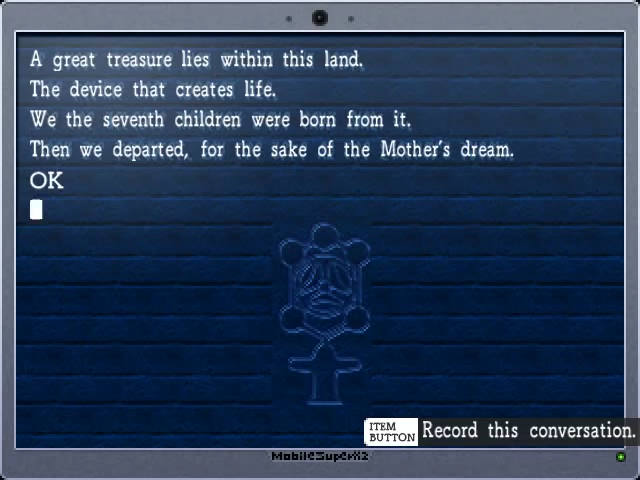 A great treasure lies within this land.
The device that creates life.
We the seventh children were born from it.
Then we departed, for the sake of the Mother's dream.
OK
ITEM
BUTTON
Record this conversation.
MobileSuperX2